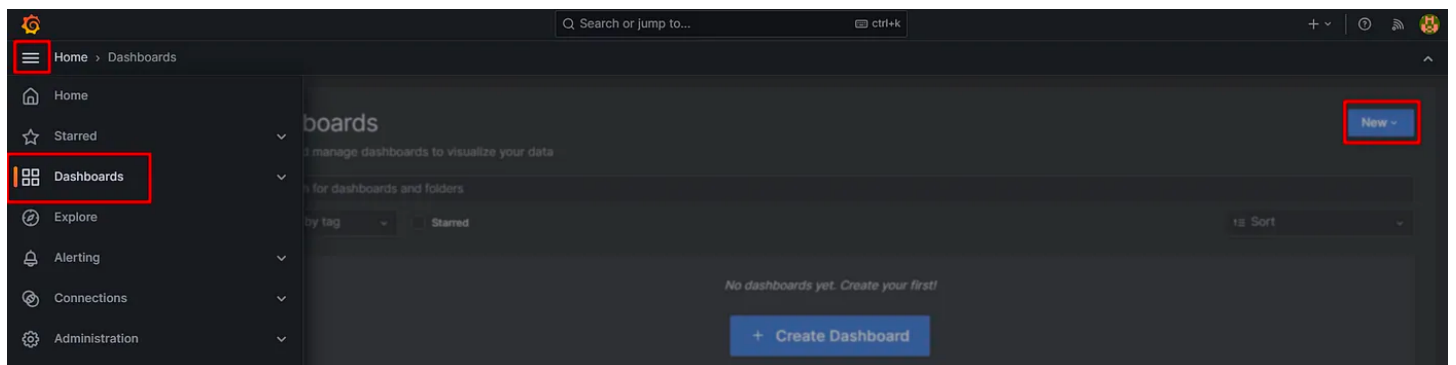 Search or jump to... ctrl+k
Home › Dashboards
Home
Starred
Dashboards
Explore
Alerting
Connections
Administration
boards
New
manage dashboards to visualize your data
for dashboards and folders
by tag Starred Sort
No dashboards yet. Create your first!
+ Create Dashboard